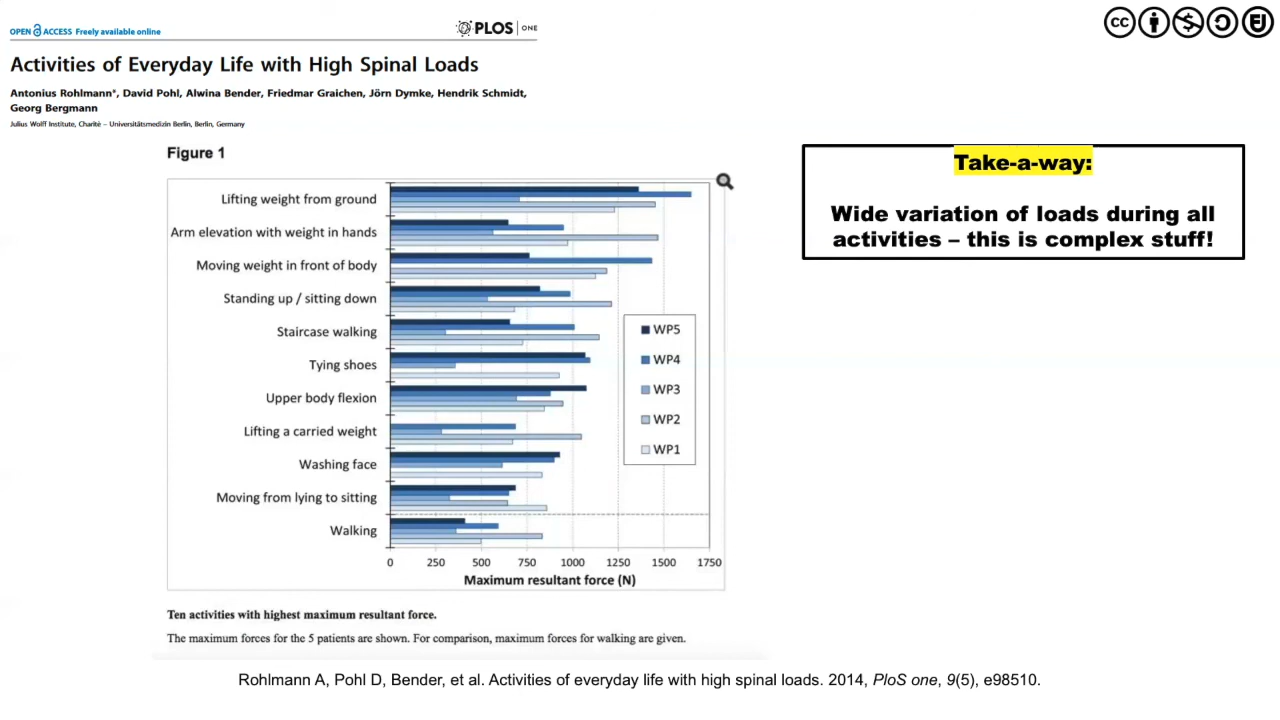 OPEN ACCESS Freely available online
PLOS ONE
Activities of Everyday Life with High Spinal Loads
Antonius Rohlmann*, David Pohl, Alwina Bender, Friedmar Graichen, Jörn Dymke, Hendrik Schmidt,
Georg Bergmann
Julius Wolff Institute, Charité – Universitätsmedizin Berlin, Berlin, Germany
cc
Figure 1
Take-a-way:
Wide variation of loads during all
activities – this is complex stuff!
Lifting weight from ground
Arm elevation with weight in hands
Moving weight in front of body
Standing up / sitting down
Staircase walking
Tying shoes
Upper body flexion
Lifting a carried weight
Washing face
Moving from lying to sitting
Walking
WP5
WP4
WP3
WP2
WP1
0 250 500 750 1000 1250 1500 1750
Maximum resultant force (N)
Ten activities with highest maximum resultant force.
The maximum forces for the 5 patients are shown. For comparison, maximum forces for walking are given.
Rohlmann A, Pohl D, Bender, et al. Activities of everyday life with high spinal loads. 2014, PloS one, 9(5), e98510.